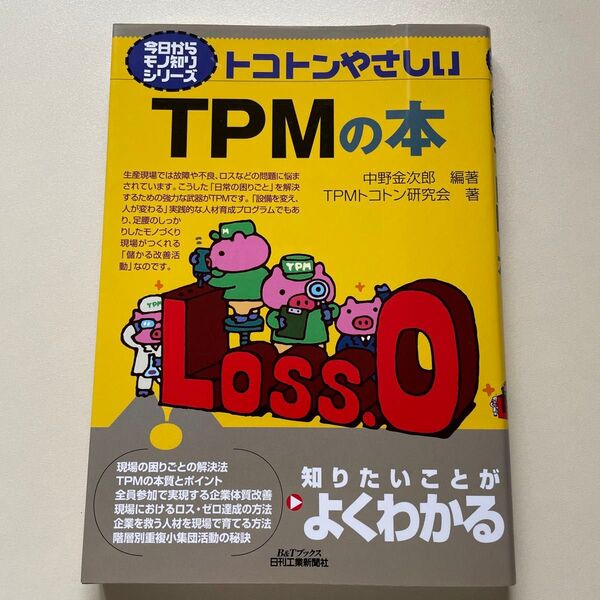 今日から
モノ知り
シリーズ
トコトンやさしい
TPMの本
中野金次郎 編著
TPMトコトン研究会 著
生産現場では故障や不良、ロスなどの問題に悩ま
されています。こうした「日常の困りごと」を解決
するための強力な武器がTPMです。「設備を変え、
人が変わる」実践的な人材育成プログラムでもあ
り、足腰のしっか
りしたモノづくり
現場がつくれる
「儲かる改善活
動」なのです。
M
TPM
Loss.0
現場の困りごとの解決法
TPMの本質とポイント
全員参加で実現する企業体質改善
現場におけるロス・ゼロ達成の方法
企業を救う人材を現場で育てる方法
階層別重複小集団活動の秘訣
知りたいことが
よくわかる
B&Tブックス
日刊工業新聞社